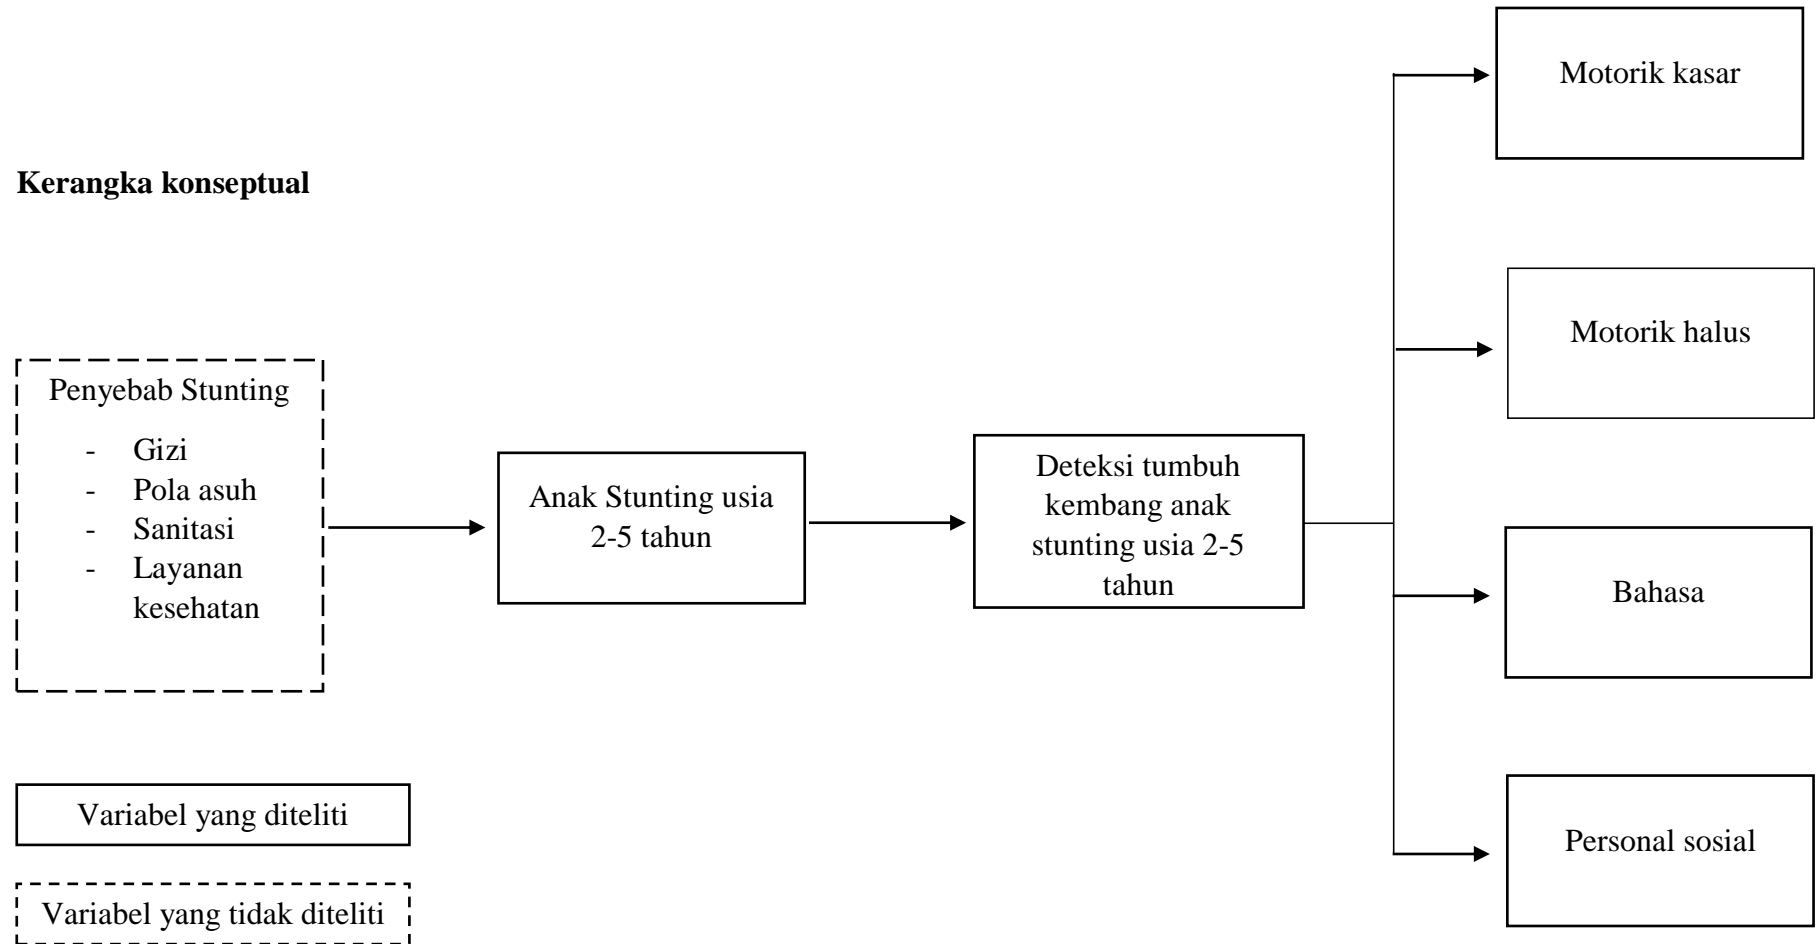 Kerangka konseptual
Penyebab Stunting
- Gizi
- Pola asuh
- Sanitasi
- Layanan
kesehatan
Anak Stunting usia
2-5 tahun
Deteksi tumbuh
kembang anak
stunting usia 2-5
tahun
Motorik kasar
Motorik halus
Bahasa
Personal sosial
Variabel yang diteliti
Variabel yang tidak diteliti